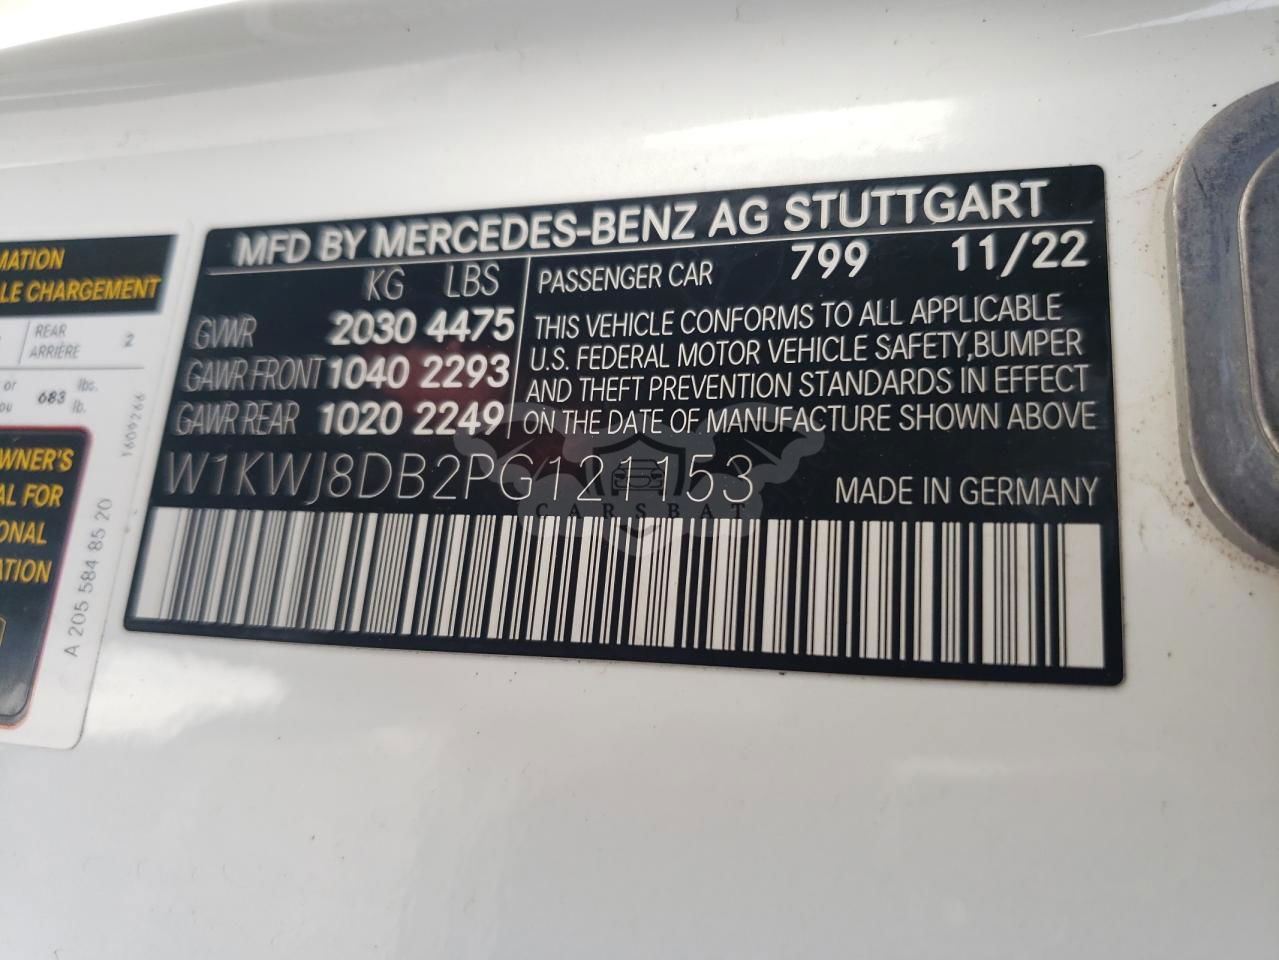 MFD BY MERCEDES-BENZ AG STUTTGART
KG LBS
GVWR 2030 4475
GAWR FRONT 1040 2293
GAWR REAR 1020 2249
PASSENGER CAR 799 11/22
THIS VEHICLE CONFORMS TO ALL APPLICABLE
U.S. FEDERAL MOTOR VEHICLE SAFETY,BUMPER
AND THEFT PREVENTION STANDARDS IN EFFECT
ON THE DATE OF MANUFACTURE SHOWN ABOVE
W1KWJ8DB2PG121153 MADE IN GERMANY
CARSBAT
MATION
LE CHARGEMENT
REAR 2
ARRIÈRE
or 683 lbs.
ou lb.
1609266
WNER'S
AL FOR
ONAL
ATION
A 205 584 85 20